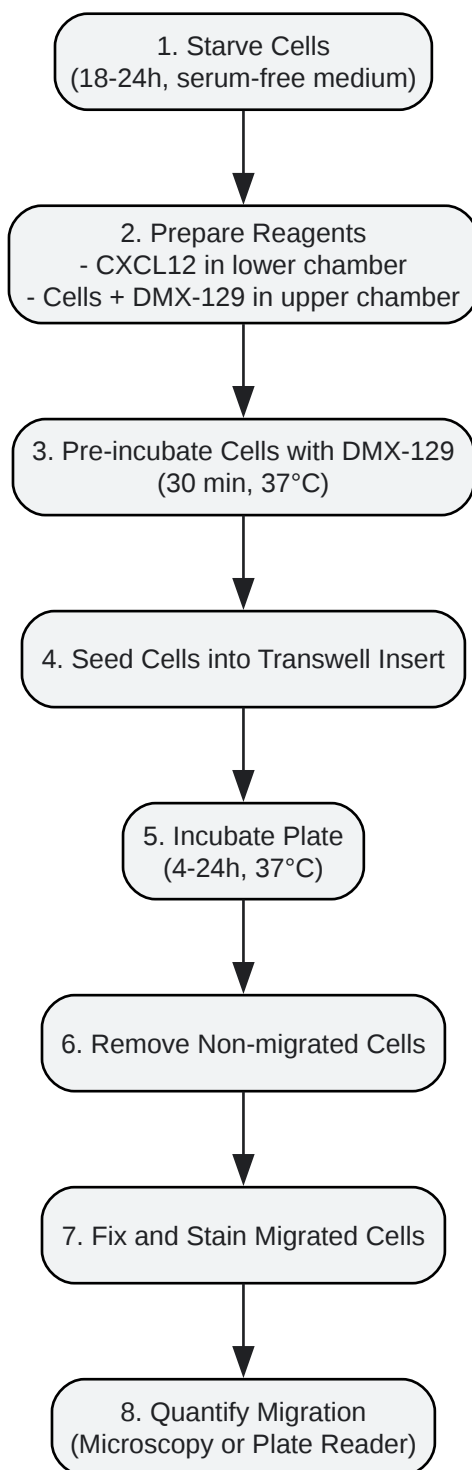 1. Starve Cells
(18-24h, serum-free medium)
2. Prepare Reagents
- CXCL12 in lower chamber
- Cells + DMX-129 in upper chamber
3. Pre-incubate Cells with DMX-129
(30 min, 37°C)
4. Seed Cells into Transwell Insert
5. Incubate Plate
(4-24h, 37°C)
6. Remove Non-migrated Cells
7. Fix and Stain Migrated Cells
8. Quantify Migration
(Microscopy or Plate Reader)